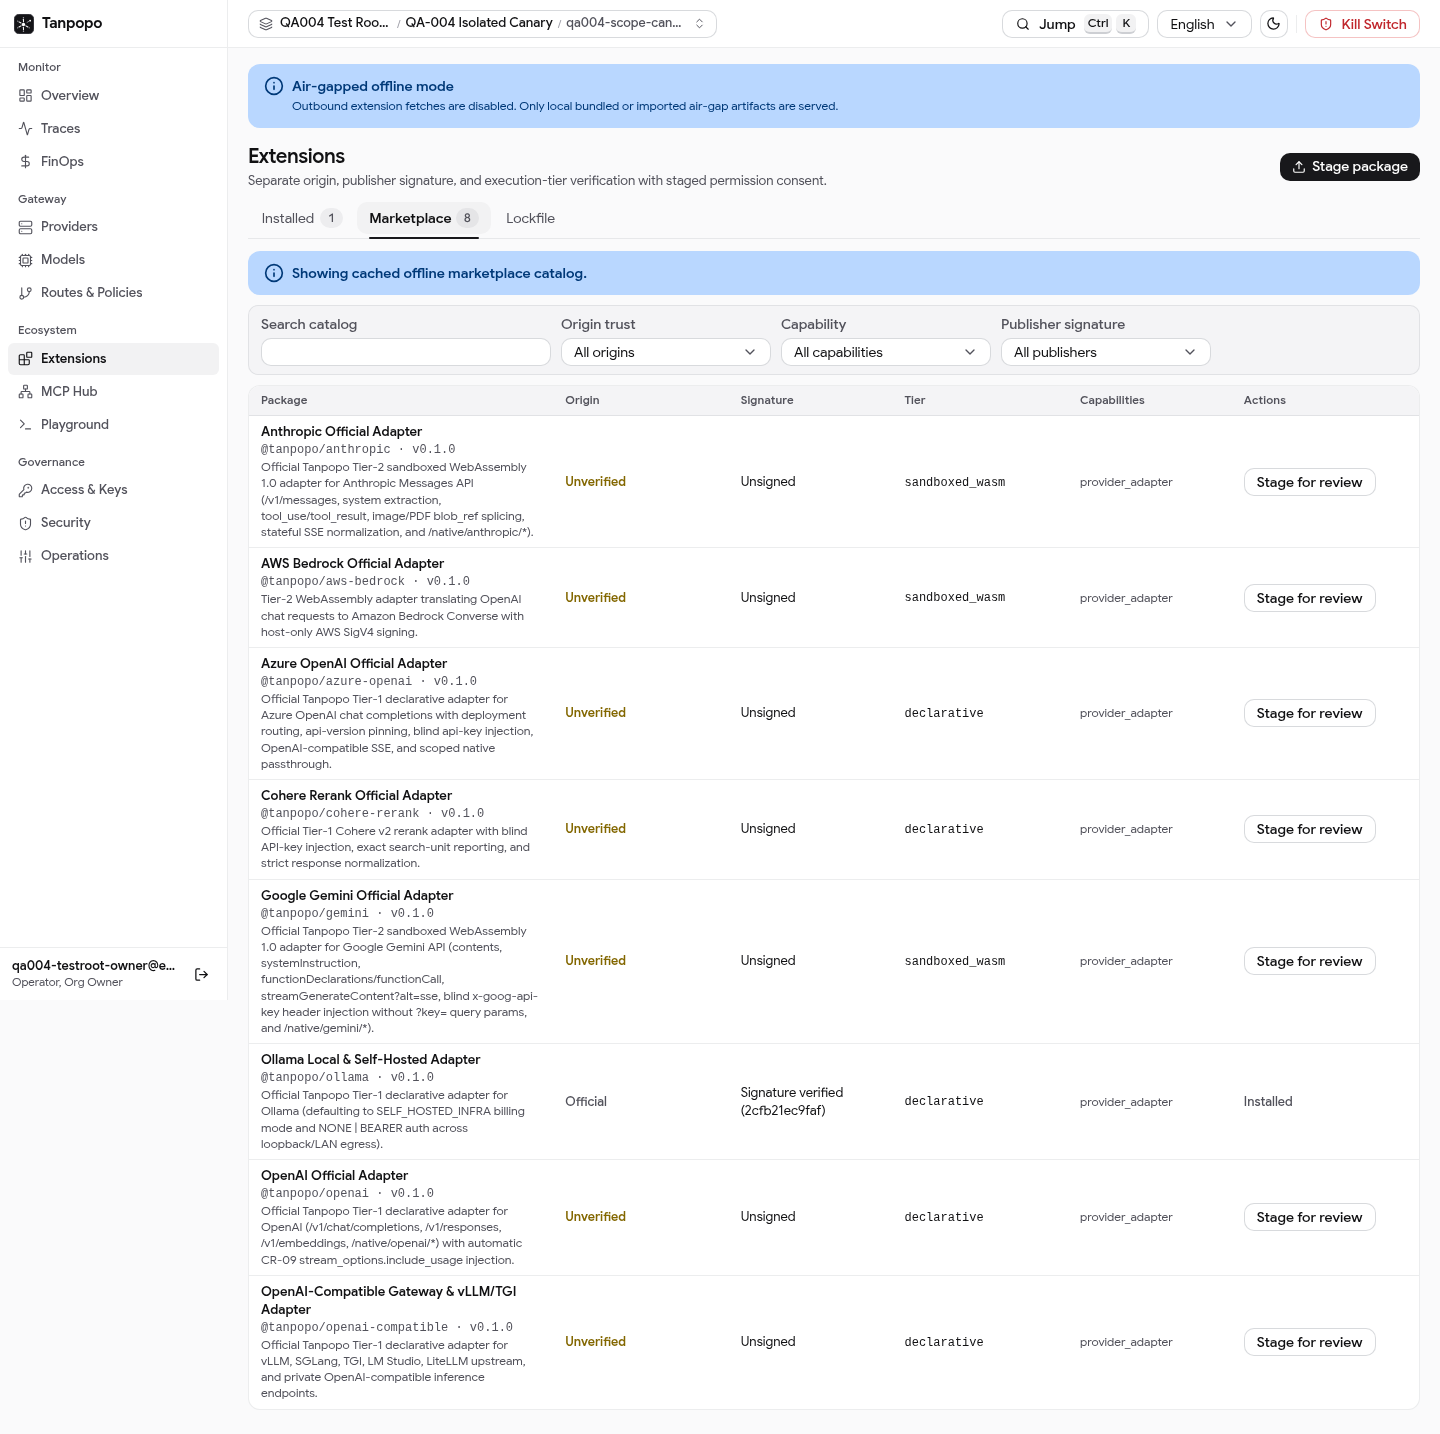 Tanpopo
QA004 Test Roo... / QA-004 Isolated Canary / qa004-scope-can...
Jump Ctrl K
English
Kill Switch
Monitor
Overview
Traces
FinOps
Gateway
Providers
Models
Routes & Policies
Ecosystem
Extensions
MCP Hub
Playground
Governance
Access & Keys
Security
Operations
qa004-testroot-owner@e...
Operator, Org Owner
Air-gapped offline mode
Outbound extension fetches are disabled. Only local bundled or imported air-gap artifacts are served.
Extensions
Separate origin, publisher signature, and execution-tier verification with staged permission consent.
Stage package
Installed 1
Marketplace 8
Lockfile
Showing cached offline marketplace catalog.
Search catalog
Origin trust
Capability
Publisher signature
All origins
All capabilities
All publishers
Package Origin Signature Tier Capabilities Actions
Anthropic Official Adapter
@tanpopo/anthropic · v0.1.0
Official Tanpopo Tier-2 sandboxed WebAssembly
1.0 adapter for Anthropic Messages API
(/v1/messages, system extraction,
tool_use/tool_result, image/PDF blob_ref splicing,
stateful SSE normalization, and /native/anthropic/*).
Unverified Unsigned sandboxed_wasm provider_adapter Stage for review
AWS Bedrock Official Adapter
@tanpopo/aws-bedrock · v0.1.0
Tier-2 WebAssembly adapter translating OpenAI
chat requests to Amazon Bedrock Converse with
host-only AWS SigV4 signing.
Unverified Unsigned sandboxed_wasm provider_adapter Stage for review
Azure OpenAI Official Adapter
@tanpopo/azure-openai · v0.1.0
Official Tanpopo Tier-1 declarative adapter for
Azure OpenAI chat completions with deployment
routing, api-version pinning, blind api-key injection,
OpenAI-compatible SSE, and scoped native
passthrough.
Unverified Unsigned declarative provider_adapter Stage for review
Cohere Rerank Official Adapter
@tanpopo/cohere-rerank · v0.1.0
Official Tier-1 Cohere v2 rerank adapter with blind
API-key injection, exact search-unit reporting, and
strict response normalization.
Unverified Unsigned declarative provider_adapter Stage for review
Google Gemini Official Adapter
@tanpopo/gemini · v0.1.0
Official Tanpopo Tier-2 sandboxed WebAssembly
1.0 adapter for Google Gemini API (contents,
systemInstruction,
functionDeclarations/functionCall,
streamGenerateContent?alt=sse, blind x-goog-api-
key header injection without ?key= query params,
and /native/gemini/*).
Unverified Unsigned sandboxed_wasm provider_adapter Stage for review
Ollama Local & Self-Hosted Adapter
@tanpopo/ollama · v0.1.0
Official Tanpopo Tier-1 declarative adapter for
Ollama (defaulting to SELF_HOSTED_INFRA billing
mode and NONE | BEARER auth across
loopback/LAN egress).
Official
Signature verified
(2cfb21ec9faf)
declarative provider_adapter Installed
OpenAI Official Adapter
@tanpopo/openai · v0.1.0
Official Tanpopo Tier-1 declarative adapter for
OpenAI (/v1/chat/completions, /v1/responses,
/v1/embeddings, /native/openai/*) with automatic
CR-09 stream_options.include_usage injection.
Unverified Unsigned declarative provider_adapter Stage for review
OpenAI-Compatible Gateway & vLLM/TGI
Adapter
@tanpopo/openai-compatible · v0.1.0
Official Tanpopo Tier-1 declarative adapter for
vLLM, SGLang, TGI, LM Studio, LiteLLM upstream,
and private OpenAI-compatible inference
endpoints.
Unverified Unsigned declarative provider_adapter Stage for review